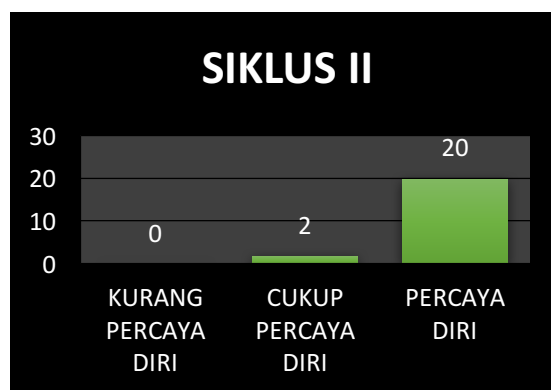 SIKLUS II
30
20
10
0
0
2
20
KURANG
PERCAYA
DIRI
CUKUP
PERCAYA
DIRI
PERCAYA
DIRI